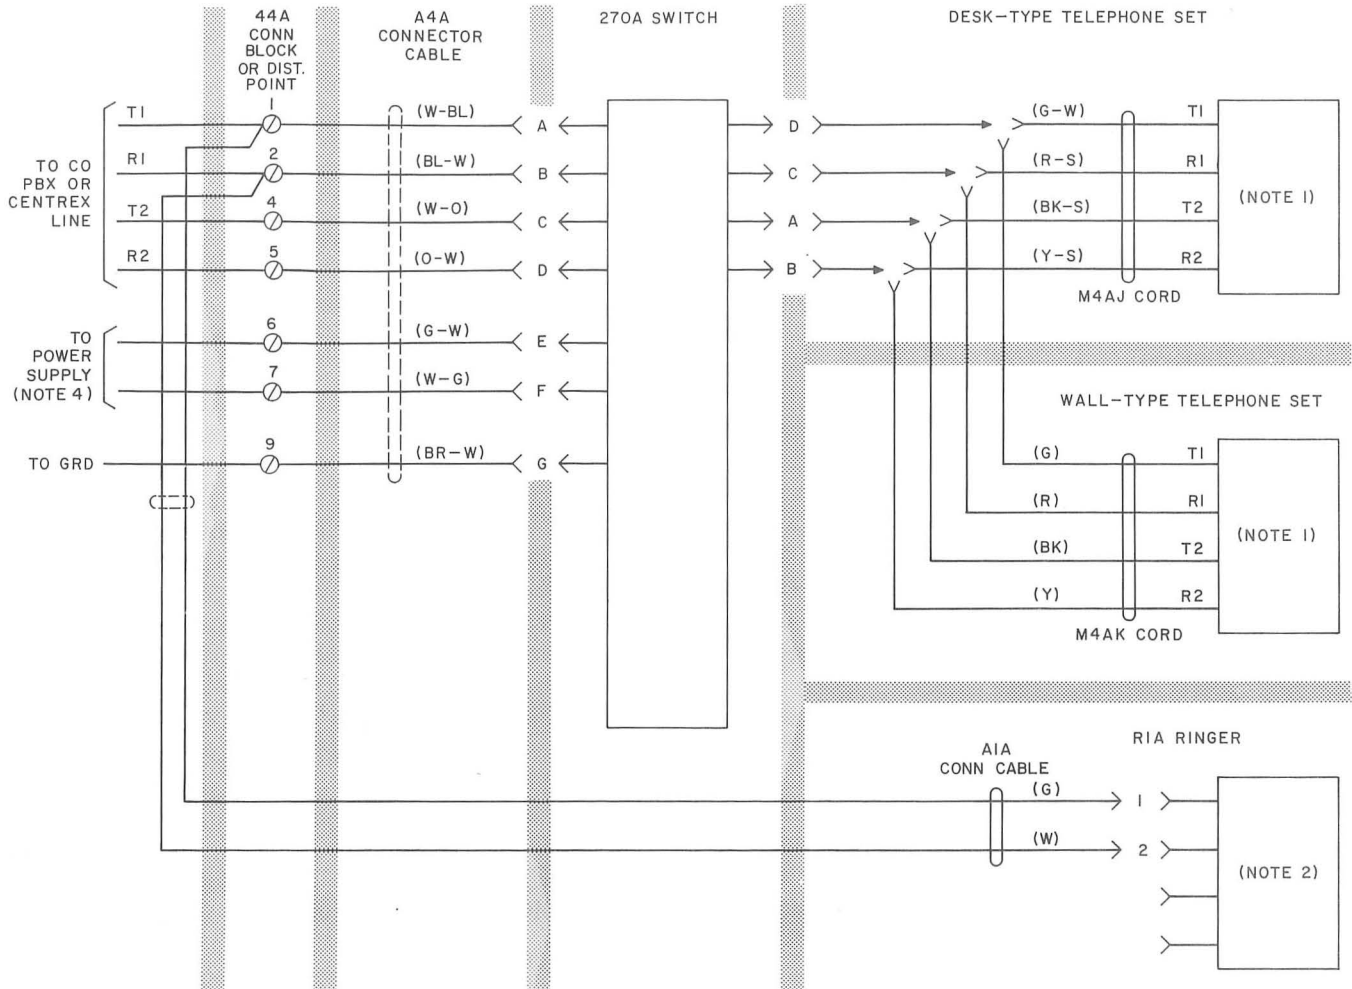 44A
CONN
BLOCK
OR DIST.
POINT
A4A
CONNECTOR
CABLE
270A SWITCH
DESK-TYPE TELEPHONE SET
TO CO
PBX OR
CENTREX
LINE
T1
R1
T2
R2
1
2
4
5
(W-BL)
(BL-W)
(W-O)
(O-W)
A
B
C
D
D
C
A
B
(G-W)
(R-S)
(BK-S)
(Y-S)
T1
R1
T2
R2
(NOTE 1)
M4AJ CORD
TO
POWER
SUPPLY
(NOTE 4)
6
7
(G-W)
(W-G)
E
F
TO GRD
9
(BR-W)
G
WALL-TYPE TELEPHONE SET
(G)
(R)
(BK)
(Y)
T1
R1
T2
R2
(NOTE 1)
M4AK CORD
A1A
CONN CABLE
R1A RINGER
(G)
(W)
1
2
(NOTE 2)